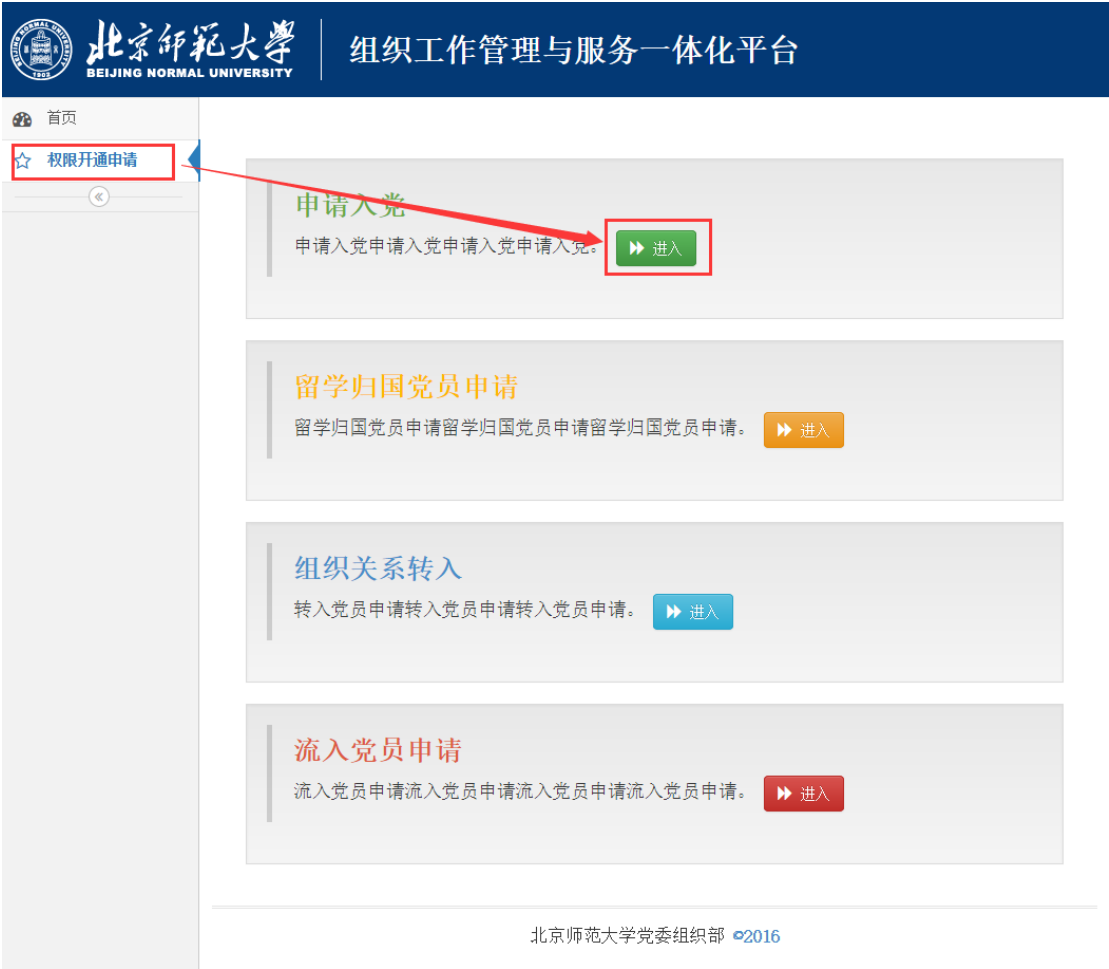 北京师范大学
BEIJING NORMAL UNIVERSITY
1902
组织工作管理与服务一体化平台
首页
权限开通申请
申请入党
申请入党申请入党申请入党申请入党。
进入
留学归国党员申请
留学归国党员申请留学归国党员申请留学归国党员申请。
进入
组织关系转入
转入党员申请转入党员申请转入党员申请。
进入
流入党员申请
流入党员申请流入党员申请流入党员申请流入党员申请。
进入
北京师范大学党委组织部 ©2016